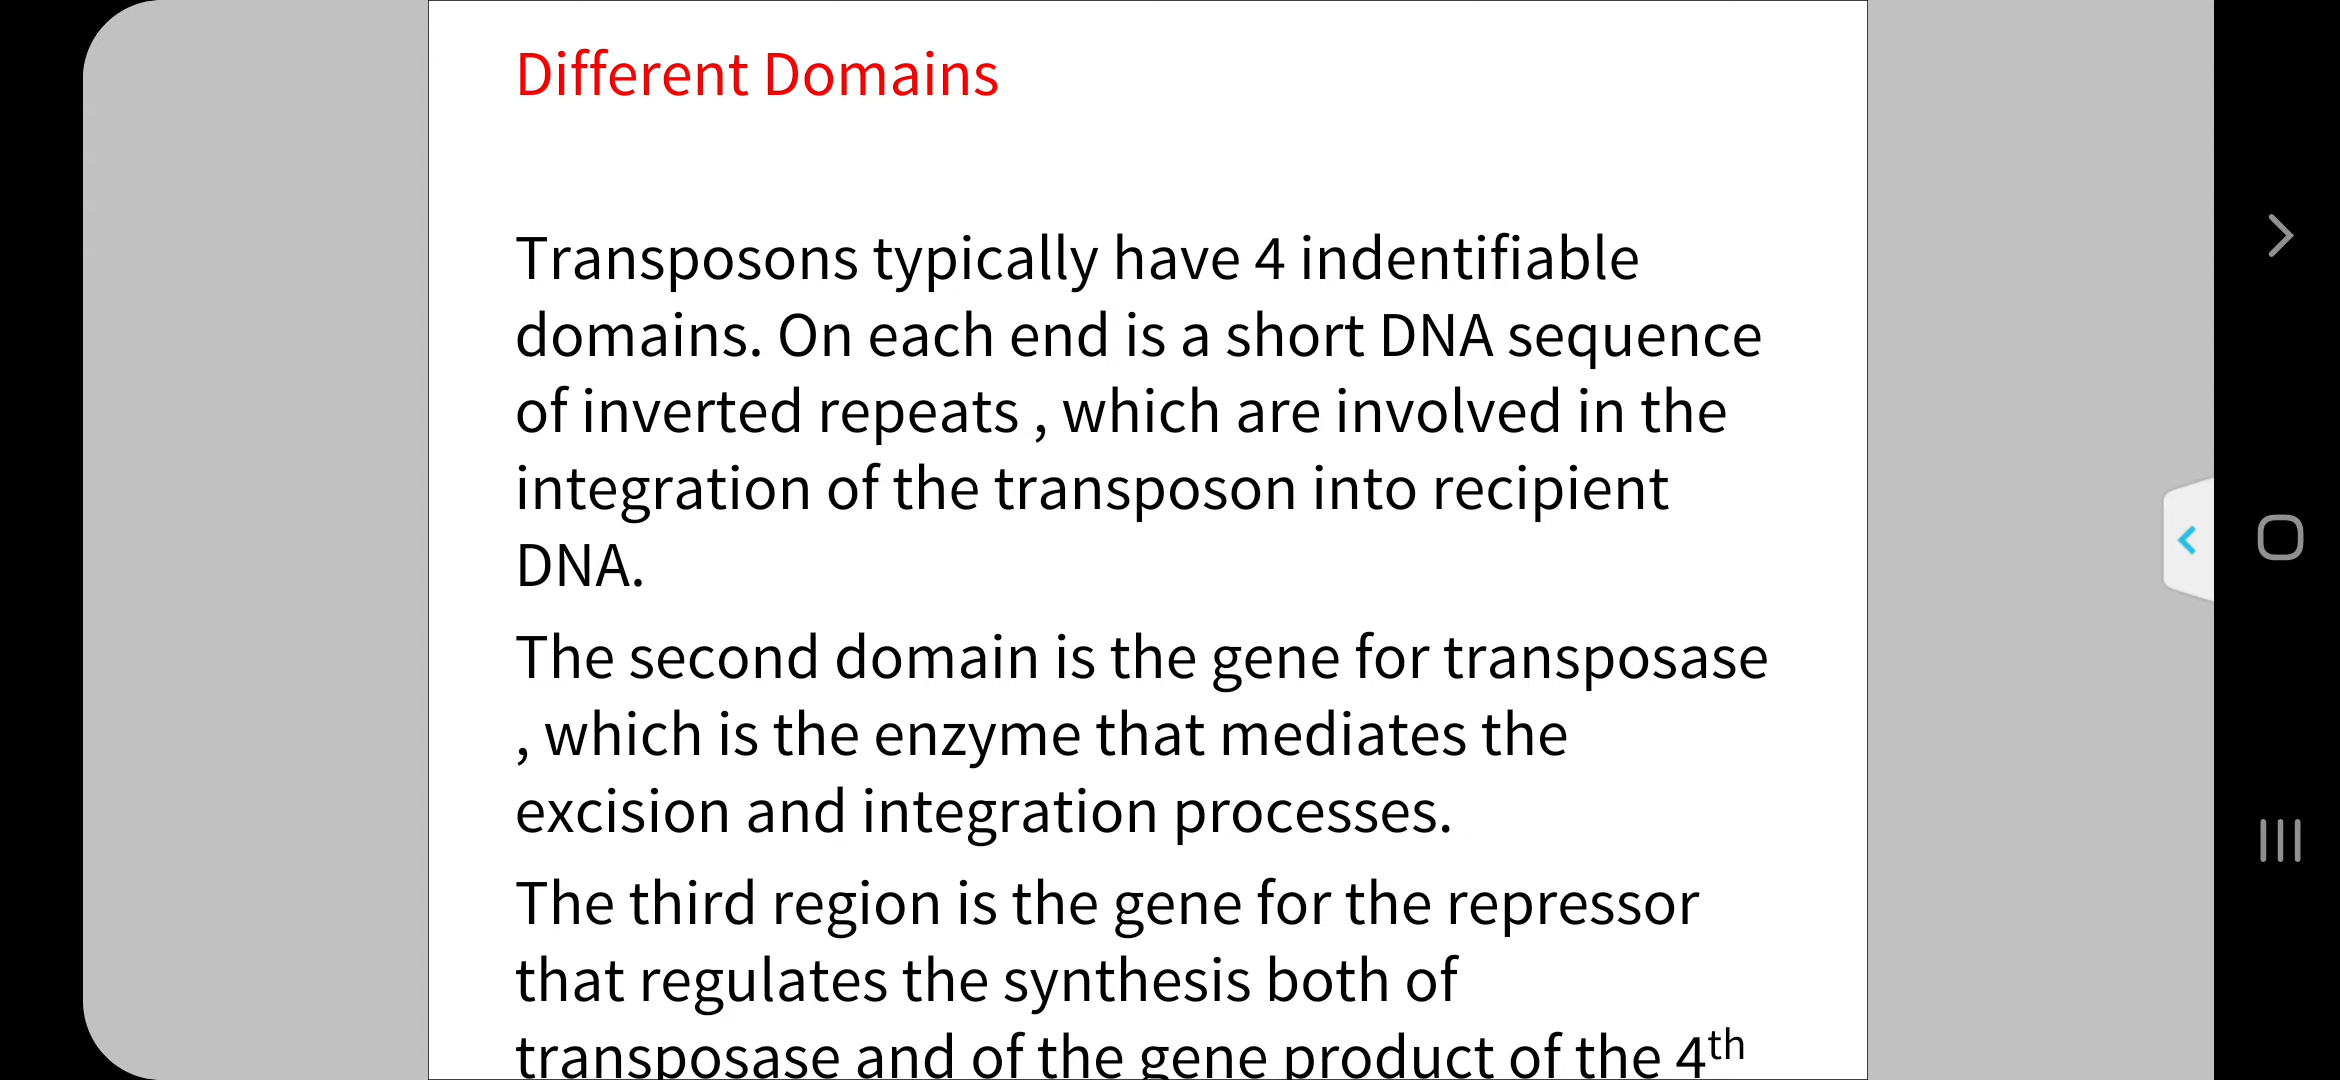 Different Domains
Transposons typically have 4 indentifiable
domains. On each end is a short DNA sequence
of inverted repeats , which are involved in the
integration of the transposon into recipient
DNA.
The second domain is the gene for transposase
, which is the enzyme that mediates the
excision and integration processes.
The third region is the gene for the repressor
that regulates the synthesis both of
transposase and of the gene product of the 4th